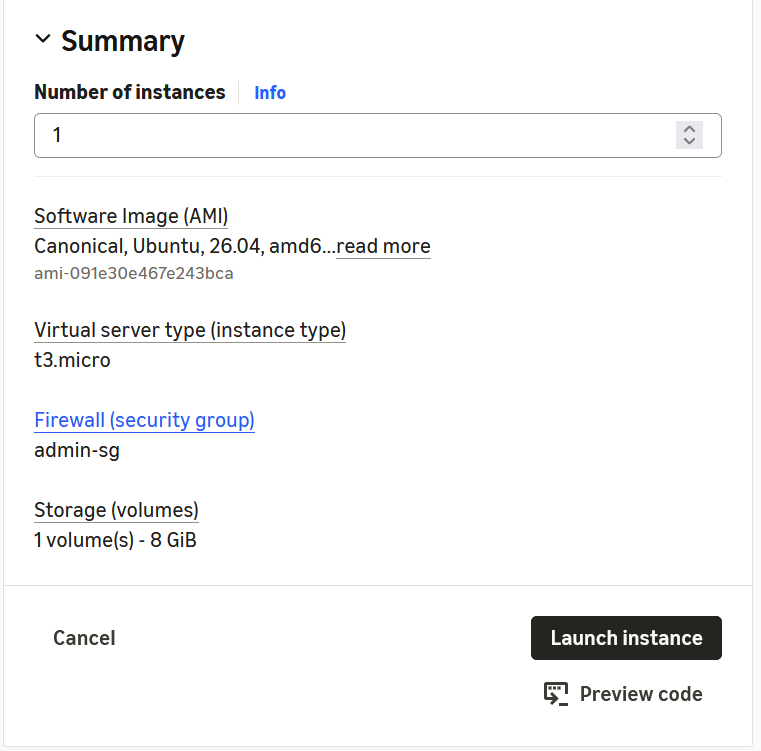 Summary
Number of instances Info
1
Software Image (AMI)
Canonical, Ubuntu, 26.04, amd6...read more
ami-091e30e467e243bca
Virtual server type (instance type)
t3.micro
Firewall (security group)
admin-sg
Storage (volumes)
1 volume(s) - 8 GiB
Cancel
Launch instance
Preview code